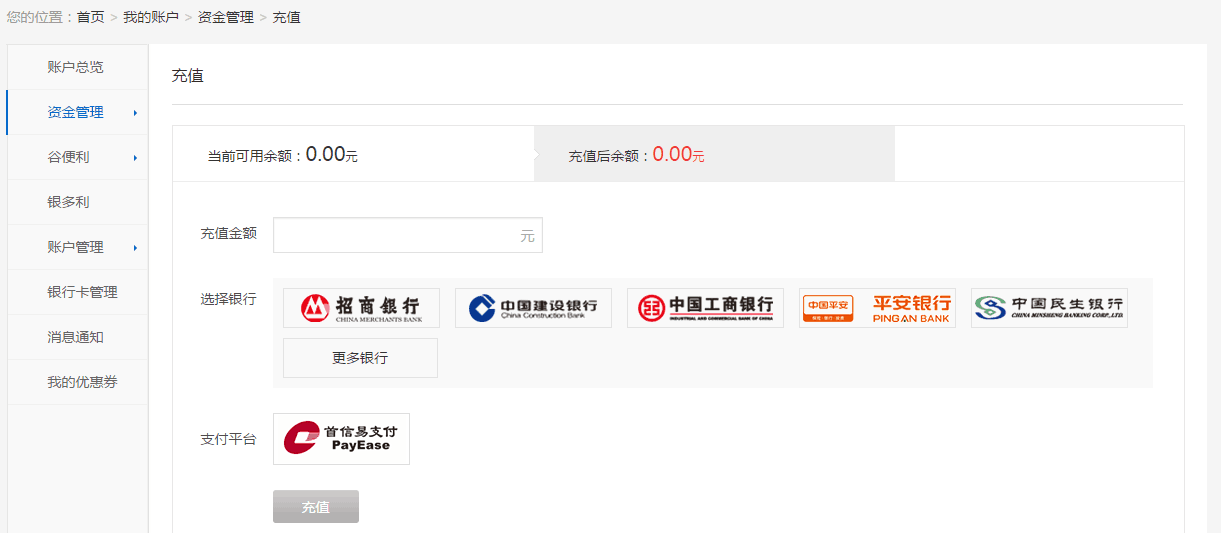 您的位置：首页 > 我的账户 > 资金管理 > 充值
账户总览
资金管理
谷便利
银多利
账户管理
银行卡管理
消息通知
我的优惠券
充值
当前可用余额：0.00元
充值后余额：0.00元
充值金额
元
选择银行
招商银行
CHINA MERCHANTS BANK
中国建设银行
China Construction Bank
中国工商银行
INDUSTRIAL AND COMMERCIAL BANK OF CHINA
中国平安
保险·银行·投资
平安银行
PING AN BANK
中国民生银行
CHINA MINSHENG BANKING CORP.,LTD.
更多银行
支付平台
首信易支付
PayEase
充值